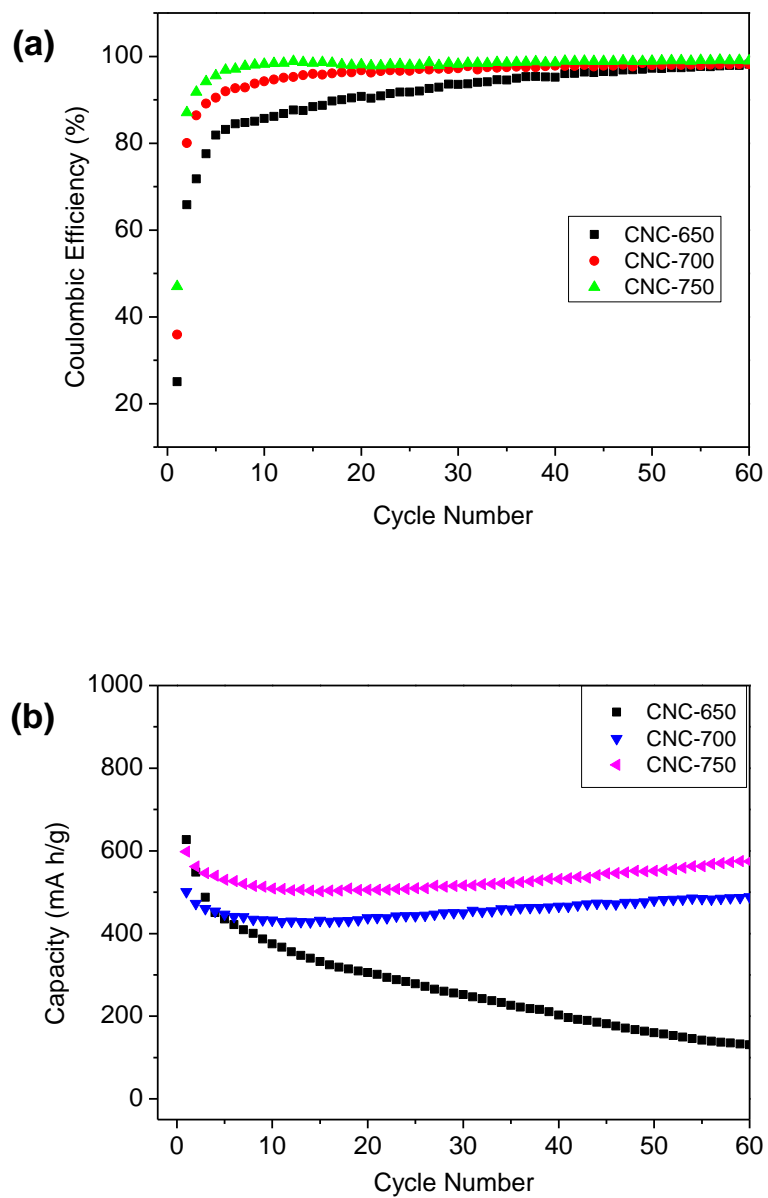 (a)
100
80
60
40
20
Coulombic Efficiency (%)
CNC-650
CNC-700
CNC-750
0 10 20 30 40 50 60
Cycle Number
(b)
1000
800
600
400
200
0
Capacity (mA h/g)
CNC-650
CNC-700
CNC-750
0 10 20 30 40 50 60
Cycle Number